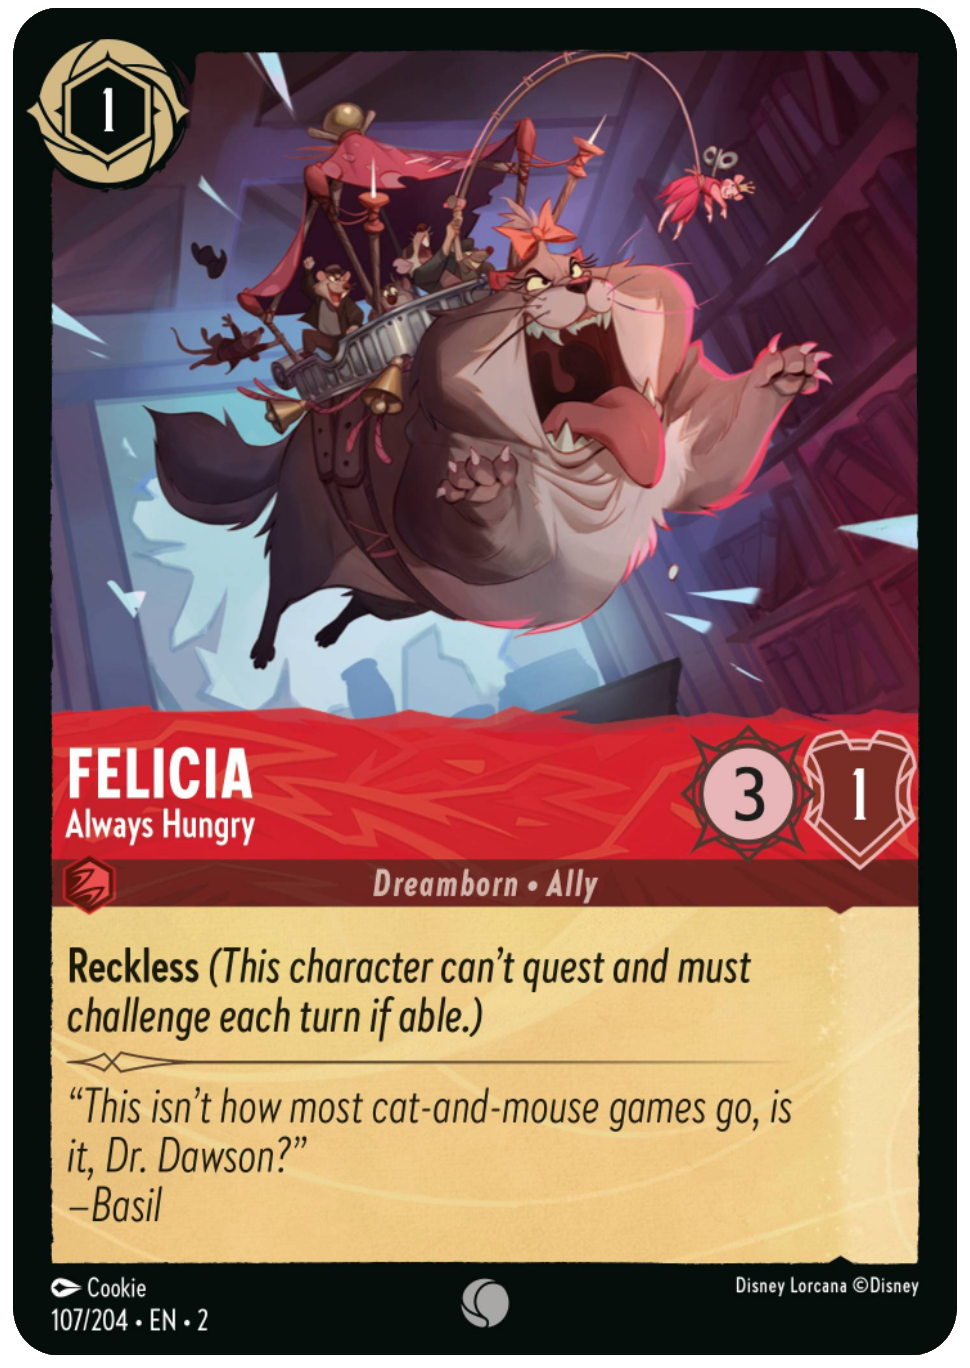 1
FELICIA
Always Hungry
3
1
Dreamborn • Ally
Reckless (This character can't quest and must
challenge each turn if able.)
“This isn't how most cat-and-mouse games go, is
it, Dr. Dawson?”
–Basil
Cookie
107/204 • EN • 2
Disney Lorcana ©Disney